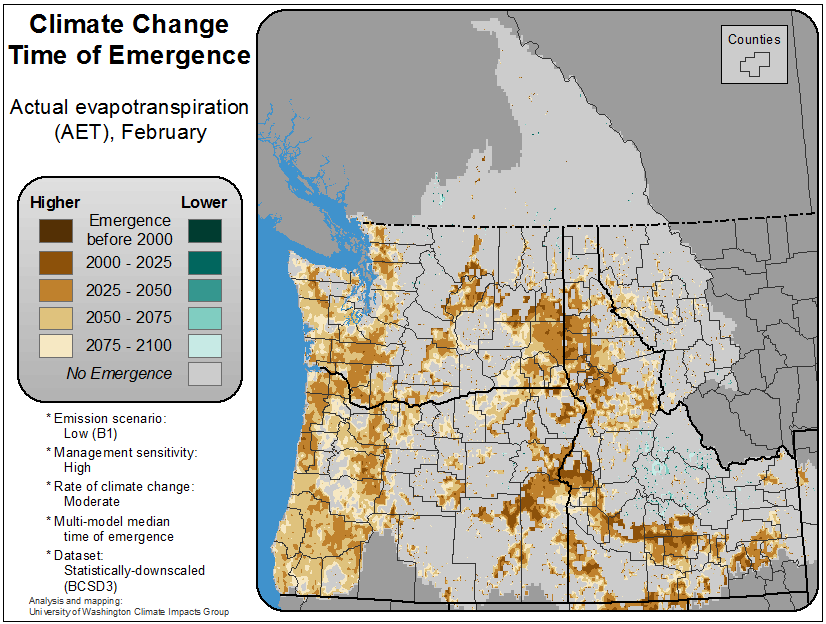 Climate Change
Time of Emergence
Actual evapotranspiration
(AET), February
Higher
Lower
Emergence
before 2000
2000 - 2025
2025 - 2050
2050 - 2075
2075 - 2100
No Emergence
* Emission scenario:
Low (B1)
* Management sensitivity:
High
* Rate of climate change:
Moderate
* Multi-model median
time of emergence
* Dataset:
Statistically-downscaled
(BCSD3)
Analysis and mapping:
University of Washington Climate Impacts Group
Counties